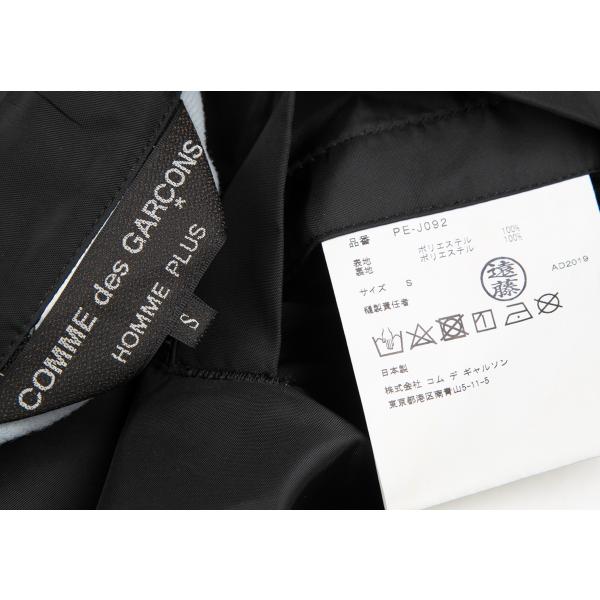 COMME des GARCONS
HOMME PLUS
S
品番 PE-J092
表地 ポリエステル 100%
裏地 ポリエステル 100%
サイズ S
縫製責任者
遠藤
AD2019
日本製
株式会社 コム デ ギャルソン
東京都港区南青山5-11-5